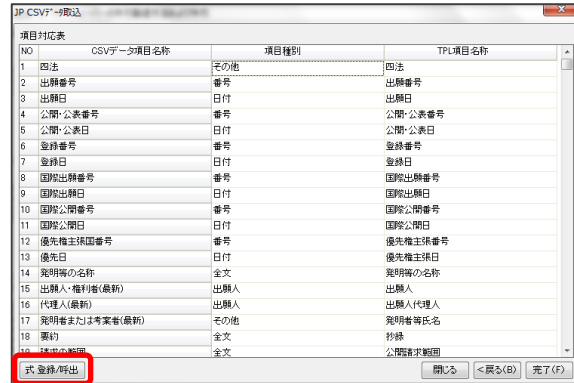 JP CSVデータ取込
項目対応表
NO CSVデータ項目名称 項目種別 TPL項目名称
1 四法 その他 四法
2 出願番号 番号 出願番号
3 出願日 日付 出願日
4 公開・公表番号 番号 公開・公表番号
5 公開・公表日 日付 公開・公表日
6 登録番号 番号 登録番号
7 登録日 日付 登録日
8 国際出願番号 番号 国際出願番号
9 国際出願日 日付 国際出願日
10 国際公開番号 番号 国際公開番号
11 国際公開日 日付 国際公開日
12 優先権主張国番号 番号 優先権主張番号
13 優先日 日付 優先権主張日
14 発明等の名称 全文 発明等の名称
15 出願人・権利者(最新) 出願人 出願人
16 代理人(最新) 出願人 出願人代理人
17 発明者または考案者(最新) その他 発明者等氏名
18 要約 全文 抄録
19 請求の範囲 全文 公開請求範囲
式 登録/呼出 閉じる <戻る(B) 完了(F)